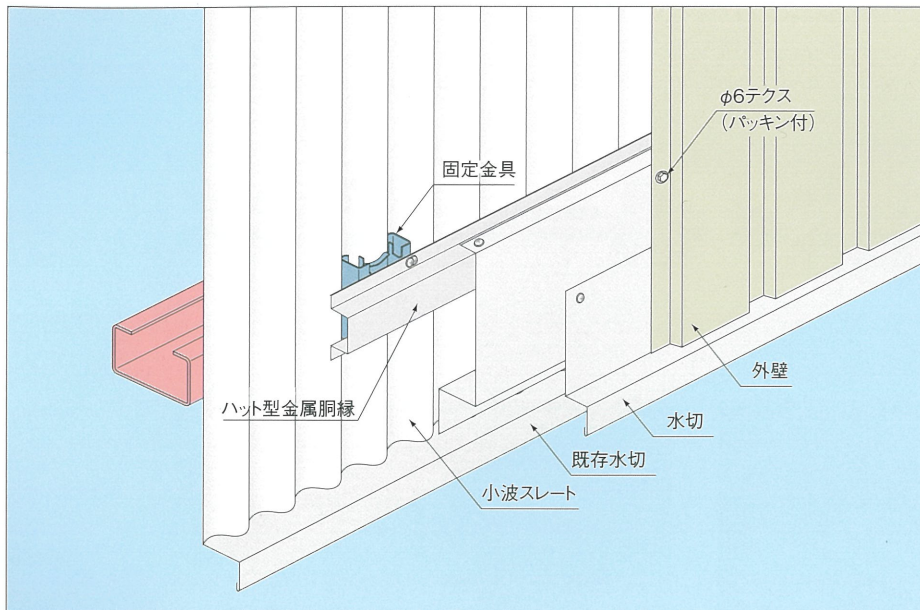 φ6テクス
(パッキン付)
固定金具
外壁
ハット型金属胴縁
水切
既存水切
小波スレート